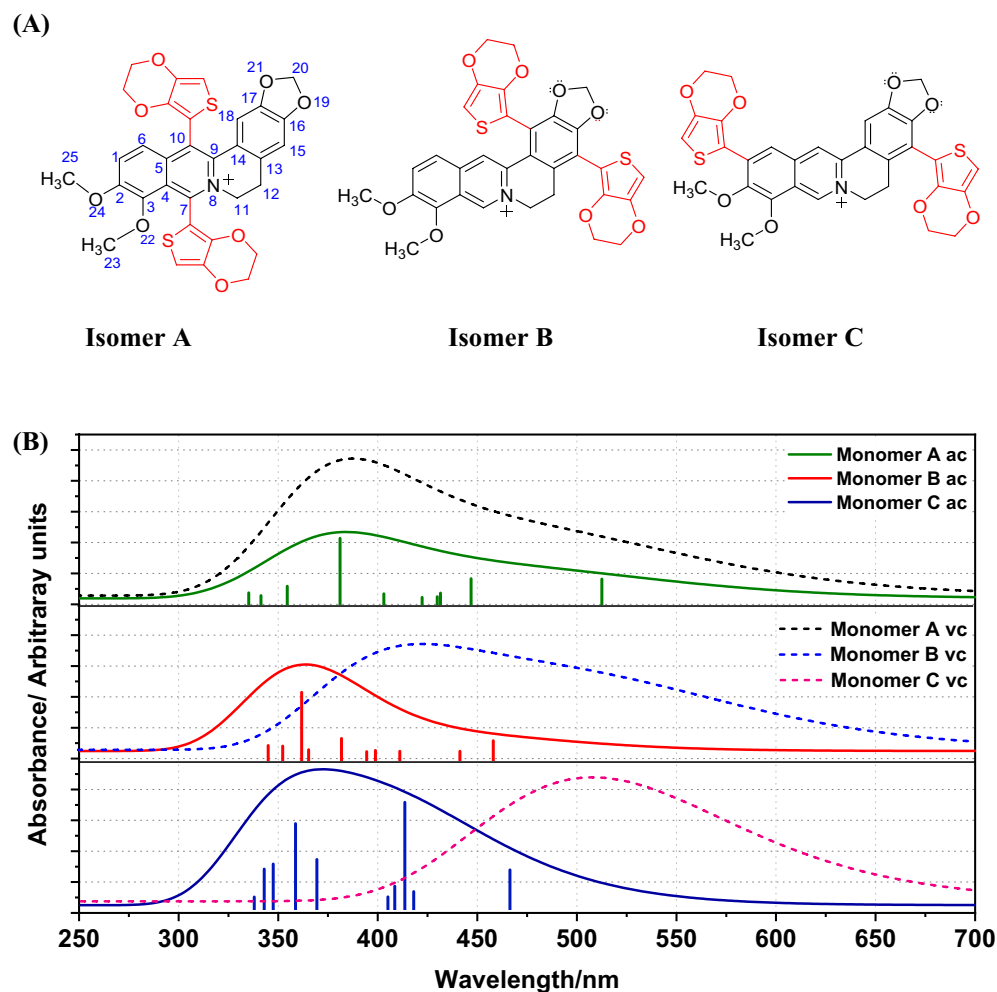 (A)
O O S
21 O 20
O 19
17 16 18 15
10 6 9 14 13
1 5 N 8 + 12
25 H₃C O 24 2 4 3 7 11
O 22
H₃C 23
S O O
O O S Ö Ö:
S O O
H₃C O N +
H₃C O
O O S Ö Ö:
S O O
H₃C O N +
H₃C O
Isomer A Isomer B Isomer C
(B)
Monomer A ac
Monomer B ac
Monomer C ac
Monomer A vc
Monomer B vc
Monomer C vc
Absorbance/ Arbitraray units
250 300 350 400 450 500 550 600 650 700
Wavelength/nm